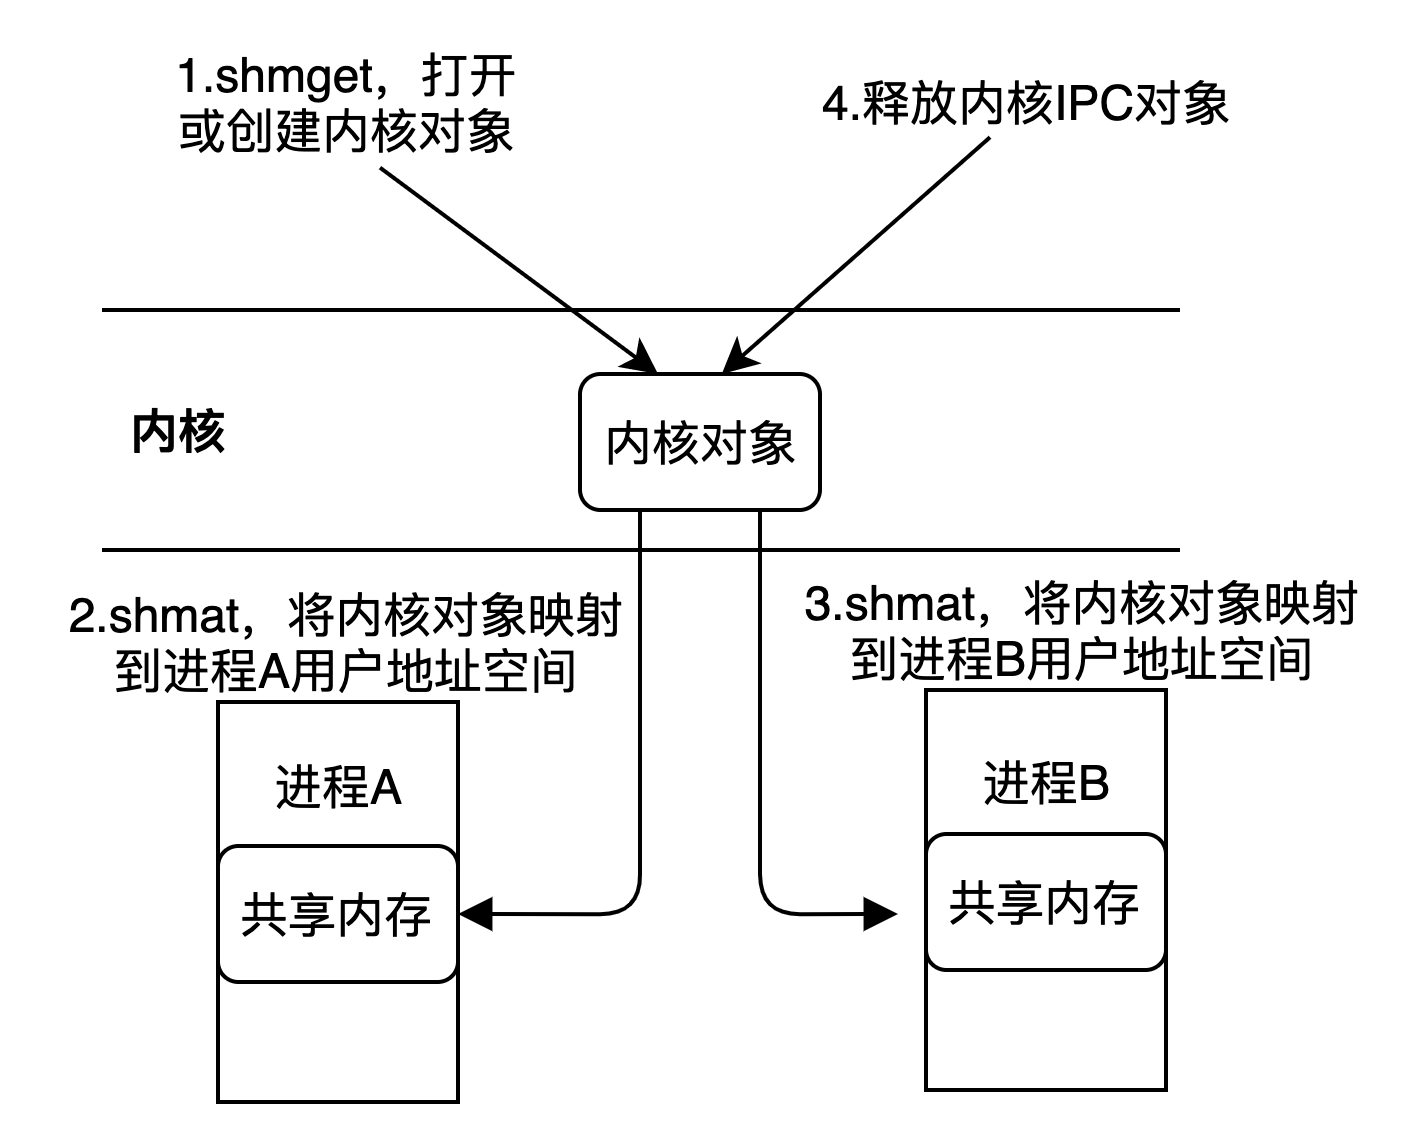 1.shmget，打开
或创建内核对象
4.释放内核IPC对象
内核
内核对象
2.shmat，将内核对象映射
到进程A用户地址空间
3.shmat，将内核对象映射
到进程B用户地址空间
进程A
共享内存
进程B
共享内存